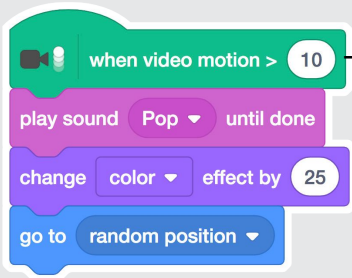 when video motion > 10
play sound Pop until done
change color effect by 25
go to random position